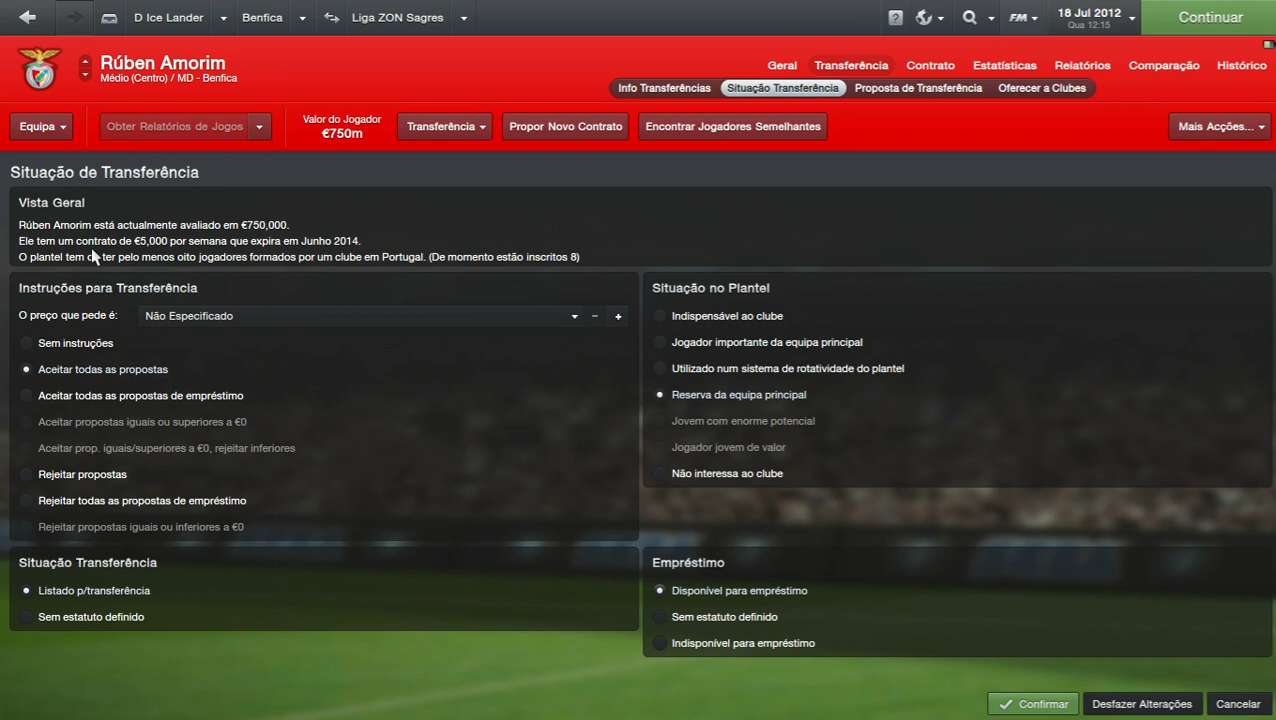 D Ice Lander
Benfica
Liga ZON Sagres
?
FM
18 Jul 2012
Qua 12:15
Continuar
Rúben Amorim
Médio (Centro) / MD - Benfica
Geral
Transferência
Contrato
Estatísticas
Relatórios
Comparação
Histórico
Info Transferências
Situação Transferência
Proposta de Transferência
Oferecer a Clubes
Equipa
Obter Relatórios de Jogos
Valor do Jogador
€750m
Transferência
Propor Novo Contrato
Encontrar Jogadores Semelhantes
Mais Acções...
Situação de Transferência
Vista Geral
Rúben Amorim está actualmente avaliado em €750,000.
Ele tem um contrato de €5,000 por semana que expira em Junho 2014.
O plantel tem de ter pelo menos oito jogadores formados por um clube em Portugal. (De momento estão inscritos 8)
Instruções para Transferência
O preço que pede é:
Não Especificado
- +
Sem instruções
Aceitar todas as propostas
Aceitar todas as propostas de empréstimo
Aceitar propostas iguais ou superiores a €0
Aceitar prop. iguais/superiores a €0, rejeitar inferiores
Rejeitar propostas
Rejeitar todas as propostas de empréstimo
Rejeitar propostas iguais ou inferiores a €0
Situação no Plantel
Indispensável ao clube
Jogador importante da equipa principal
Utilizado num sistema de rotatividade do plantel
Reserva da equipa principal
Jovem com enorme potencial
Jogador jovem de valor
Não interessa ao clube
Situação Transferência
Listado p/transferência
Sem estatuto definido
Empréstimo
Disponível para empréstimo
Sem estatuto definido
Indisponível para empréstimo
Confirmar
Desfazer Alterações
Cancelar